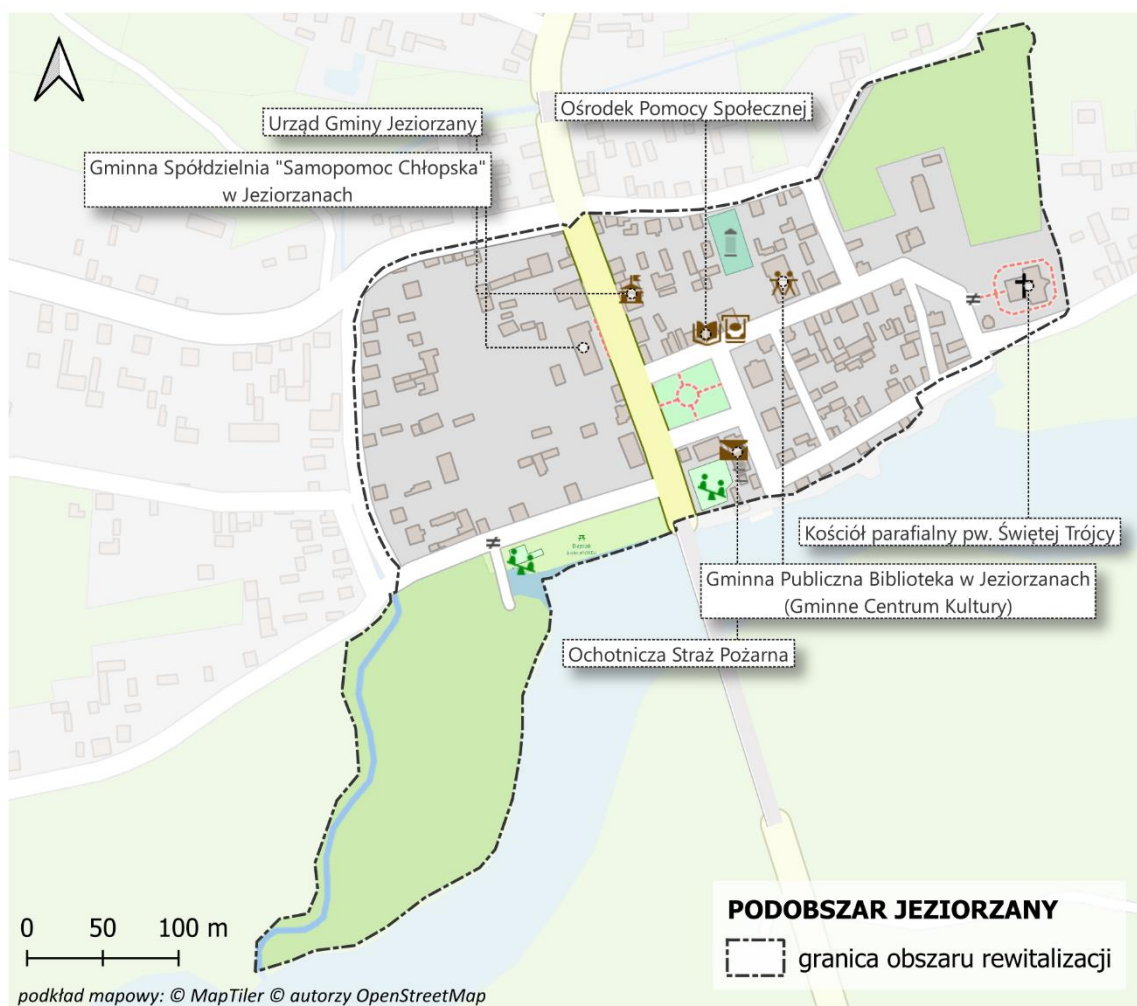 Ośrodek Pomocy Społecznej
Urząd Gminy Jeziorzany
Gminna Spółdzielnia "Samopomoc Chłopska"
w Jeziorzanach
Kościół parafialny pw. Świętej Trójcy
Gminna Publiczna Biblioteka w Jeziorzanach
(Gminne Centrum Kultury)
Ochotnicza Straż Pożarna
PODOBSZAR JEZIORZANY
granica obszaru rewitalizacji
0 50 100 m
podkład mapowy: © MapTiler © autorzy OpenStreetMap